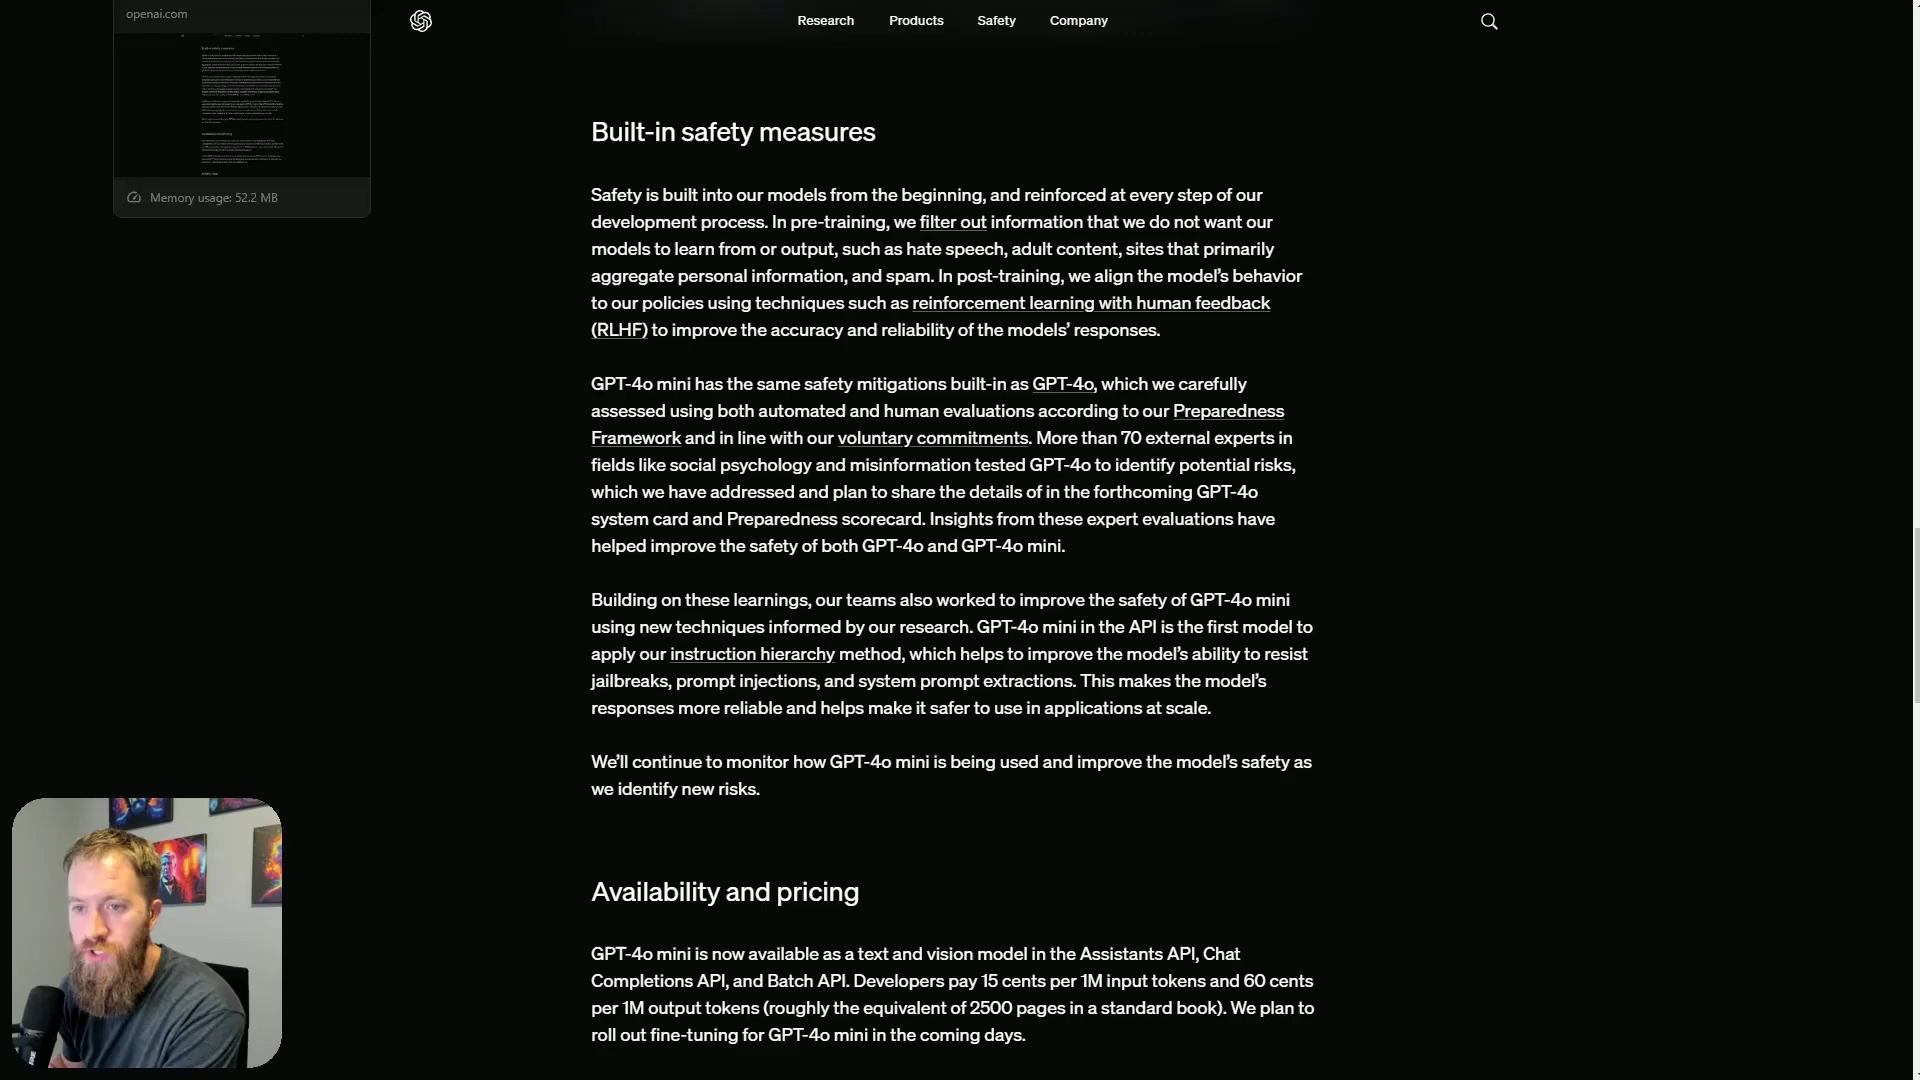 openai.com
Memory usage: 52.2 MB
Research
Products
Safety
Company
Built-in safety measures
Safety is built into our models from the beginning, and reinforced at every step of our
development process. In pre-training, we filter out information that we do not want our
models to learn from or output, such as hate speech, adult content, sites that primarily
aggregate personal information, and spam. In post-training, we align the model’s behavior
to our policies using techniques such as reinforcement learning with human feedback
(RLHF) to improve the accuracy and reliability of the models’ responses.
GPT-4o mini has the same safety mitigations built-in as GPT-4o, which we carefully
assessed using both automated and human evaluations according to our Preparedness
Framework and in line with our voluntary commitments. More than 70 external experts in
fields like social psychology and misinformation tested GPT-4o to identify potential risks,
which we have addressed and plan to share the details of in the forthcoming GPT-4o
system card and Preparedness scorecard. Insights from these expert evaluations have
helped improve the safety of both GPT-4o and GPT-4o mini.
Building on these learnings, our teams also worked to improve the safety of GPT-4o mini
using new techniques informed by our research. GPT-4o mini in the API is the first model to
apply our instruction hierarchy method, which helps to improve the model’s ability to resist
jailbreaks, prompt injections, and system prompt extractions. This makes the model’s
responses more reliable and helps make it safer to use in applications at scale.
We’ll continue to monitor how GPT-4o mini is being used and improve the model’s safety as
we identify new risks.
Availability and pricing
GPT-4o mini is now available as a text and vision model in the Assistants API, Chat
Completions API, and Batch API. Developers pay 15 cents per 1M input tokens and 60 cents
per 1M output tokens (roughly the equivalent of 2500 pages in a standard book). We plan to
roll out fine-tuning for GPT-4o mini in the coming days.